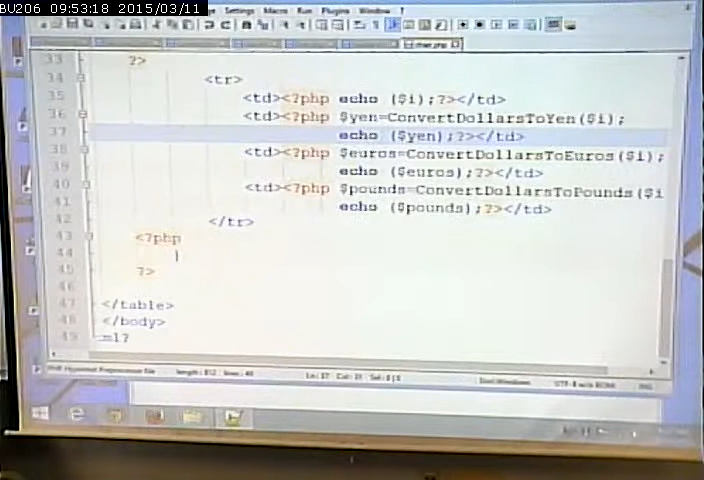 BU206 09:53:18 2015/03/11
Settings Macro Run Plugins Window ?
33 ?>
34 <tr>
35 <td><?php echo ($i);?></td>
36 <td><?php $yen=ConvertDollarsToYen($i);
37 echo ($yen);?></td>
38 <td><?php $euros=ConvertDollarsToEuros($i);
39 echo ($euros);?></td>
40 <td><?php $pounds=ConvertDollarsToPounds($i
41 echo ($pounds);?></td>
42 </tr>
43 <?php
44 }
45 ?>
46
47 </table>
48 </body>
49